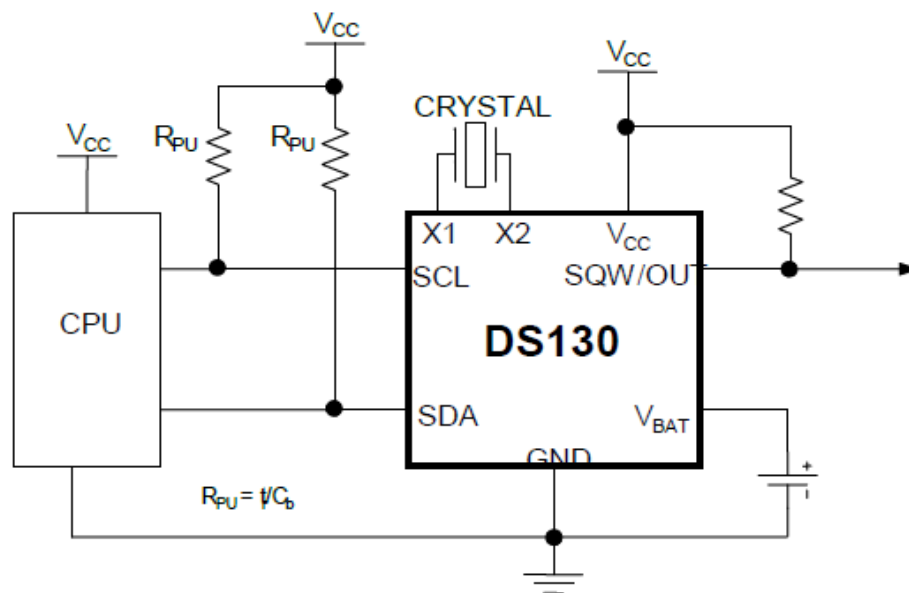 VCC
VCC
CRYSTAL
VCC
RPU
RPU
X1
X2
VCC
SCL
SQW/OUT
CPU
DS130
SDA
VBAT
GND
+
-
RPU = tr/Cb